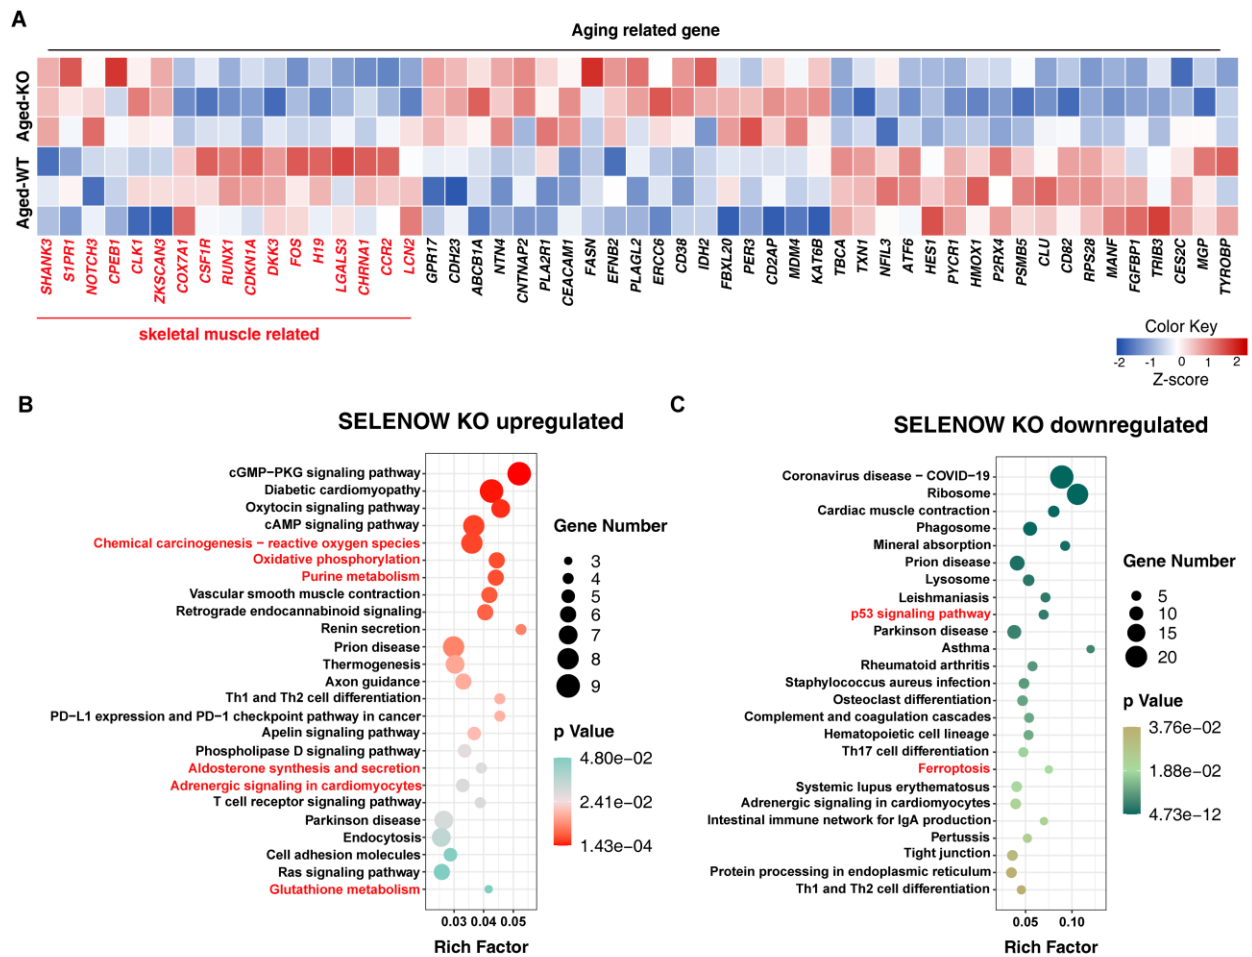 A
Aging related gene
Aged-KO
Aged-WT
SHANK3
S1PR1
NOTCH3
CPEB1
CLK1
ZKSCAN3
COX7A1
CSF1R
RUNX1
CDKN1A
DKK3
FOS
H19
LGALS3
CHRNA1
CCR2
LCN2
GPR17
CDH23
ABCB1A
NTN4
CNTNAP2
PLA2R1
CEACAM1
FASN
EFNB2
PLAGL2
ERCC6
CD38
IDH2
FBXL20
PER3
CD2AP
MDM4
KAT6B
TBCA
TXN1
NFIL3
ATF6
HES1
PYCR1
HMOX1
P2RX4
PSMB5
CLU
CD82
RPS28
MANF
FGFBP1
TRIB3
CES2C
MGP
TYROBP
skeletal muscle related
Color Key
-2 -1 0 1 2
Z-score
B
SELENOW KO upregulated
cGMP−PKG signaling pathway
Diabetic cardiomyopathy
Oxytocin signaling pathway
cAMP signaling pathway
Chemical carcinogenesis − reactive oxygen species
Oxidative phosphorylation
Purine metabolism
Vascular smooth muscle contraction
Retrograde endocannabinoid signaling
Renin secretion
Prion disease
Thermogenesis
Axon guidance
Th1 and Th2 cell differentiation
PD−L1 expression and PD−1 checkpoint pathway in cancer
Apelin signaling pathway
Phospholipase D signaling pathway
Aldosterone synthesis and secretion
Adrenergic signaling in cardiomyocytes
T cell receptor signaling pathway
Parkinson disease
Endocytosis
Cell adhesion molecules
Ras signaling pathway
Glutathione metabolism
0.03 0.04 0.05
Rich Factor
Gene Number
3
4
5
6
7
8
9
p Value
4.80e−02
2.41e−02
1.43e−04
C
SELENOW KO downregulated
Coronavirus disease − COVID−19
Ribosome
Cardiac muscle contraction
Phagosome
Mineral absorption
Prion disease
Lysosome
Leishmaniasis
p53 signaling pathway
Parkinson disease
Asthma
Rheumatoid arthritis
Staphylococcus aureus infection
Osteoclast differentiation
Complement and coagulation cascades
Hematopoietic cell lineage
Th17 cell differentiation
Ferroptosis
Systemic lupus erythematosus
Adrenergic signaling in cardiomyocytes
Intestinal immune network for IgA production
Pertussis
Tight junction
Protein processing in endoplasmic reticulum
Th1 and Th2 cell differentiation
0.05 0.10
Rich Factor
Gene Number
5
10
15
20
p Value
3.76e−02
1.88e−02
4.73e−12